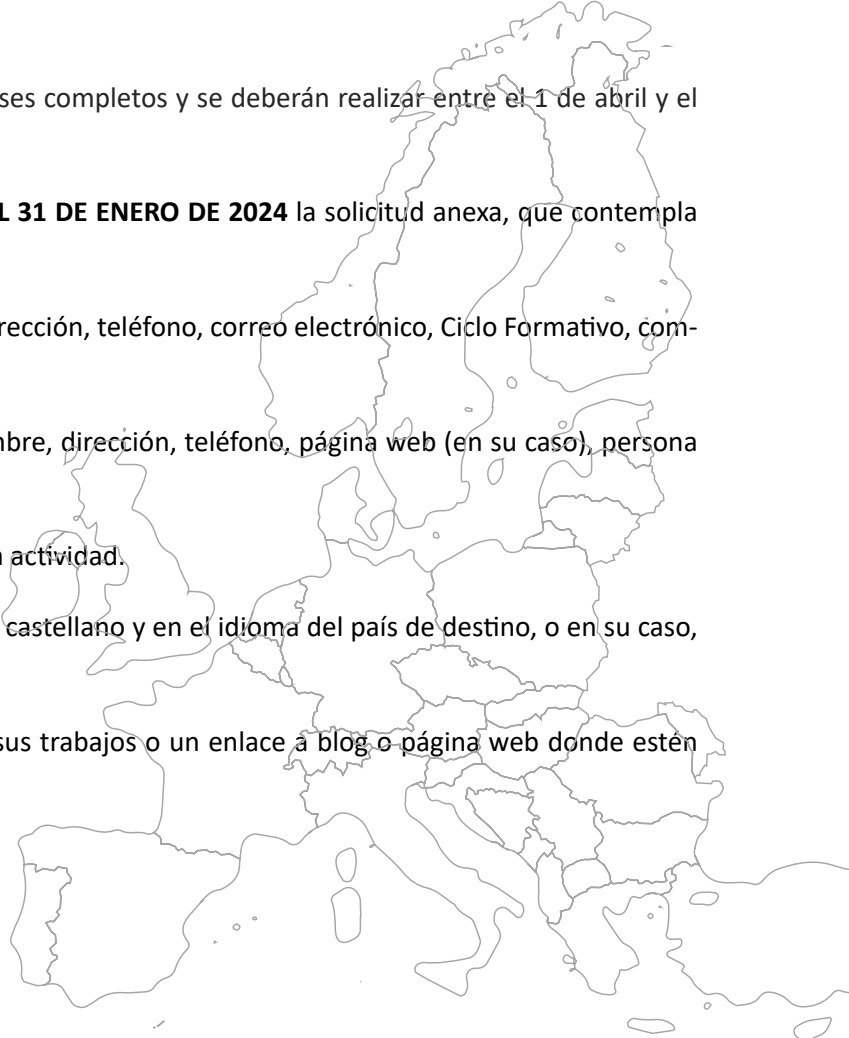 ses completos y se deberán realizar entre el 1 de abril y el
L 31 DE ENERO DE 2024 la solicitud anexa, que contempla
rección, teléfono, correo electrónico, Ciclo Formativo, com-
mbre, dirección, teléfono, página web (en su caso), persona
actividad.
castellano y en el idioma del país de destino, o en su caso,
sus trabajos o un enlace a blog o página web donde estén